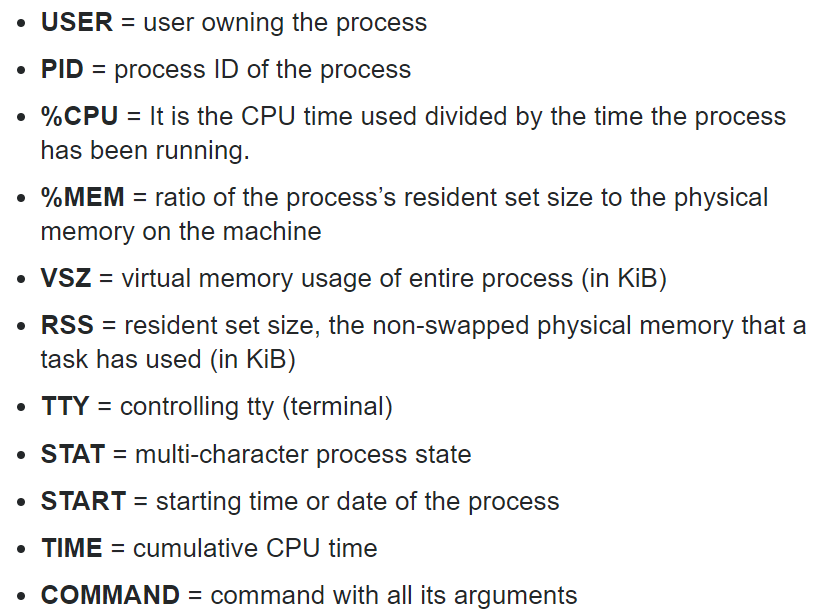 • USER = user owning the process
• PID = process ID of the process
• %CPU = It is the CPU time used divided by the time the process
has been running.
• %MEM = ratio of the process’s resident set size to the physical
memory on the machine
• VSZ = virtual memory usage of entire process (in KiB)
• RSS = resident set size, the non-swapped physical memory that a
task has used (in KiB)
• TTY = controlling tty (terminal)
• STAT = multi-character process state
• START = starting time or date of the process
• TIME = cumulative CPU time
• COMMAND = command with all its arguments